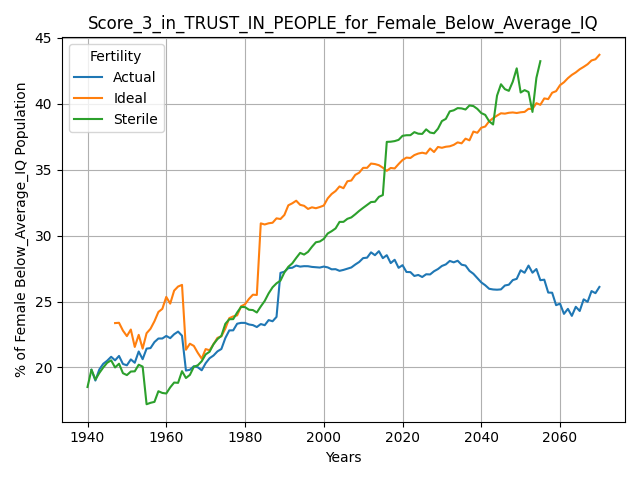 Score_3_in_TRUST_IN_PEOPLE_for_Female_Below_Average_IQ
Fertility
Actual
Ideal
Sterile
% of Female Below_Average_IQ Population
45
40
35
30
25
20
1940
1960
1980
2000
2020
2040
2060
Years